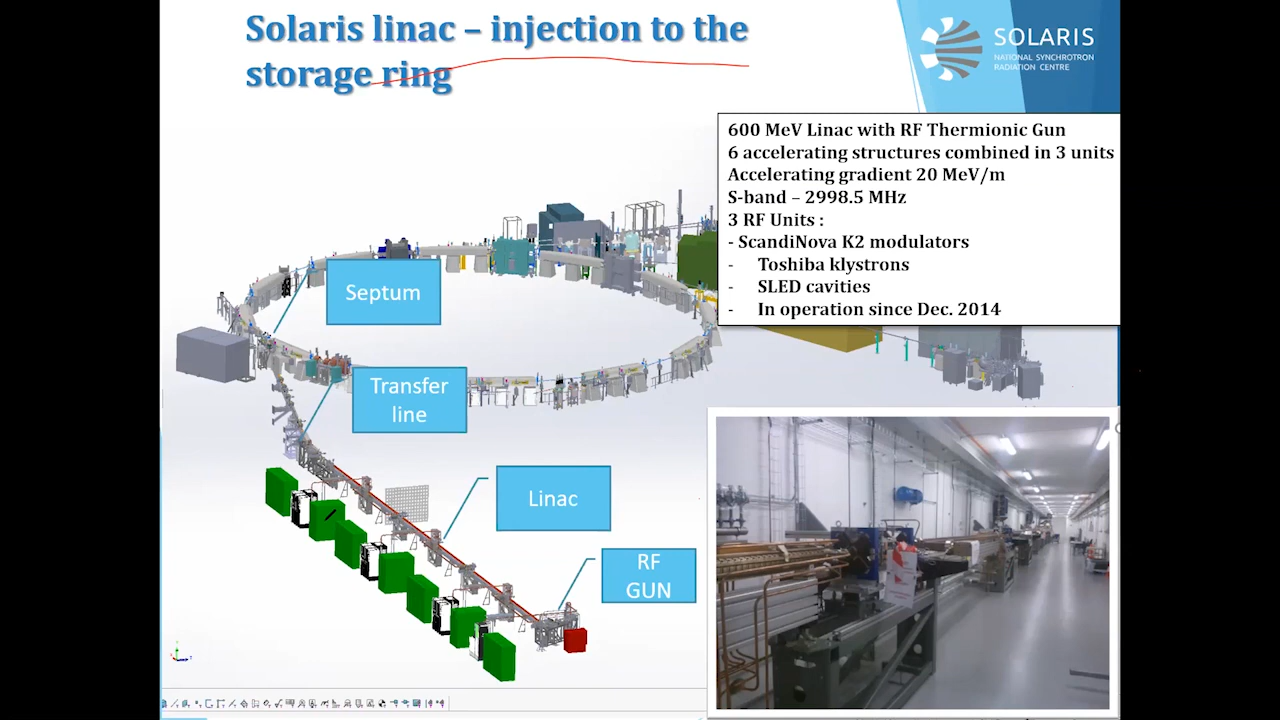 Solaris linac – injection to the
storage ring
SOLARIS
NATIONAL SYNCHROTRON
RADIATION CENTRE
600 MeV Linac with RF Thermionic Gun
6 accelerating structures combined in 3 units
Accelerating gradient 20 MeV/m
S-band – 2998.5 MHz
3 RF Units :
- ScandiNova K2 modulators
- Toshiba klystrons
- SLED cavities
- In operation since Dec. 2014
Septum
Transfer
line
Linac
RF
GUN